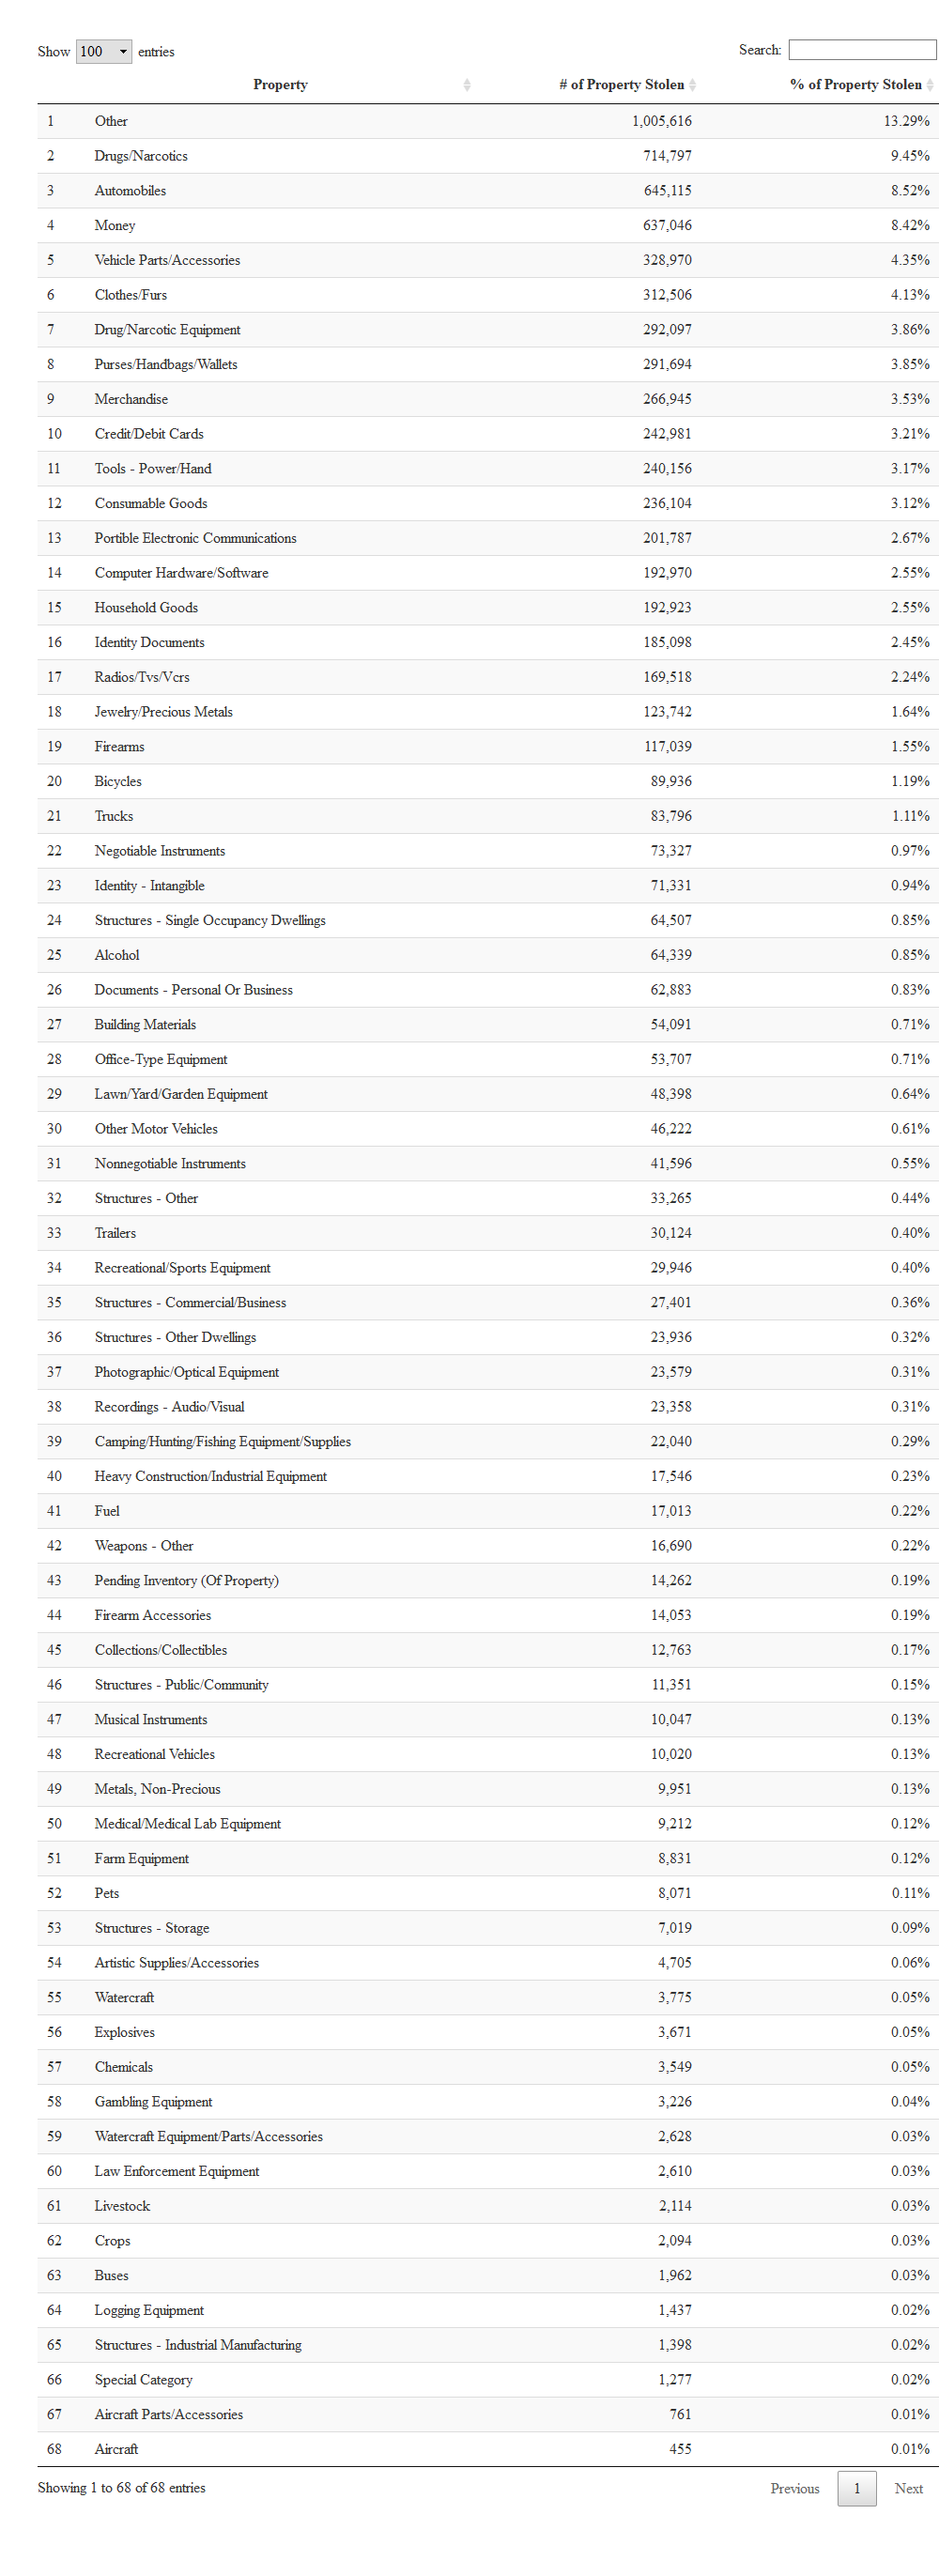 Show 100 entries Search:
Property # of Property Stolen % of Property Stolen
1 Other 1,005,616 13.29%
2 Drugs/Narcotics 714,797 9.45%
3 Automobiles 645,115 8.52%
4 Money 637,046 8.42%
5 Vehicle Parts/Accessories 328,970 4.35%
6 Clothes/Furs 312,506 4.13%
7 Drug/Narcotic Equipment 292,097 3.86%
8 Purses/Handbags/Wallets 291,694 3.85%
9 Merchandise 266,945 3.53%
10 Credit/Debit Cards 242,981 3.21%
11 Tools - Power/Hand 240,156 3.17%
12 Consumable Goods 236,104 3.12%
13 Portible Electronic Communications 201,787 2.67%
14 Computer Hardware/Software 192,970 2.55%
15 Household Goods 192,923 2.55%
16 Identity Documents 185,098 2.45%
17 Radios/Tvs/Vcrs 169,518 2.24%
18 Jewelry/Precious Metals 123,742 1.64%
19 Firearms 117,039 1.55%
20 Bicycles 89,936 1.19%
21 Trucks 83,796 1.11%
22 Negotiable Instruments 73,327 0.97%
23 Identity - Intangible 71,331 0.94%
24 Structures - Single Occupancy Dwellings 64,507 0.85%
25 Alcohol 64,339 0.85%
26 Documents - Personal Or Business 62,883 0.83%
27 Building Materials 54,091 0.71%
28 Office-Type Equipment 53,707 0.71%
29 Lawn/Yard/Garden Equipment 48,398 0.64%
30 Other Motor Vehicles 46,222 0.61%
31 Nonnegotiable Instruments 41,596 0.55%
32 Structures - Other 33,265 0.44%
33 Trailers 30,124 0.40%
34 Recreational/Sports Equipment 29,946 0.40%
35 Structures - Commercial/Business 27,401 0.36%
36 Structures - Other Dwellings 23,936 0.32%
37 Photographic/Optical Equipment 23,579 0.31%
38 Recordings - Audio/Visual 23,358 0.31%
39 Camping/Hunting/Fishing Equipment/Supplies 22,040 0.29%
40 Heavy Construction/Industrial Equipment 17,546 0.23%
41 Fuel 17,013 0.22%
42 Weapons - Other 16,690 0.22%
43 Pending Inventory (Of Property) 14,262 0.19%
44 Firearm Accessories 14,053 0.19%
45 Collections/Collectibles 12,763 0.17%
46 Structures - Public/Community 11,351 0.15%
47 Musical Instruments 10,047 0.13%
48 Recreational Vehicles 10,020 0.13%
49 Metals, Non-Precious 9,951 0.13%
50 Medical/Medical Lab Equipment 9,212 0.12%
51 Farm Equipment 8,831 0.12%
52 Pets 8,071 0.11%
53 Structures - Storage 7,019 0.09%
54 Artistic Supplies/Accessories 4,705 0.06%
55 Watercraft 3,775 0.05%
56 Explosives 3,671 0.05%
57 Chemicals 3,549 0.05%
58 Gambling Equipment 3,226 0.04%
59 Watercraft Equipment/Parts/Accessories 2,628 0.03%
60 Law Enforcement Equipment 2,610 0.03%
61 Livestock 2,114 0.03%
62 Crops 2,094 0.03%
63 Buses 1,962 0.03%
64 Logging Equipment 1,437 0.02%
65 Structures - Industrial Manufacturing 1,398 0.02%
66 Special Category 1,277 0.02%
67 Aircraft Parts/Accessories 761 0.01%
68 Aircraft 455 0.01%
Showing 1 to 68 of 68 entries Previous 1 Next